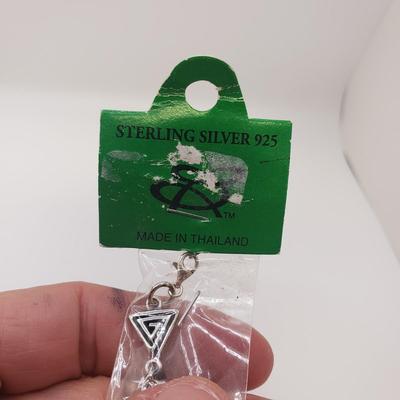 STERLING SILVER 925
TM
MADE IN THAILAND